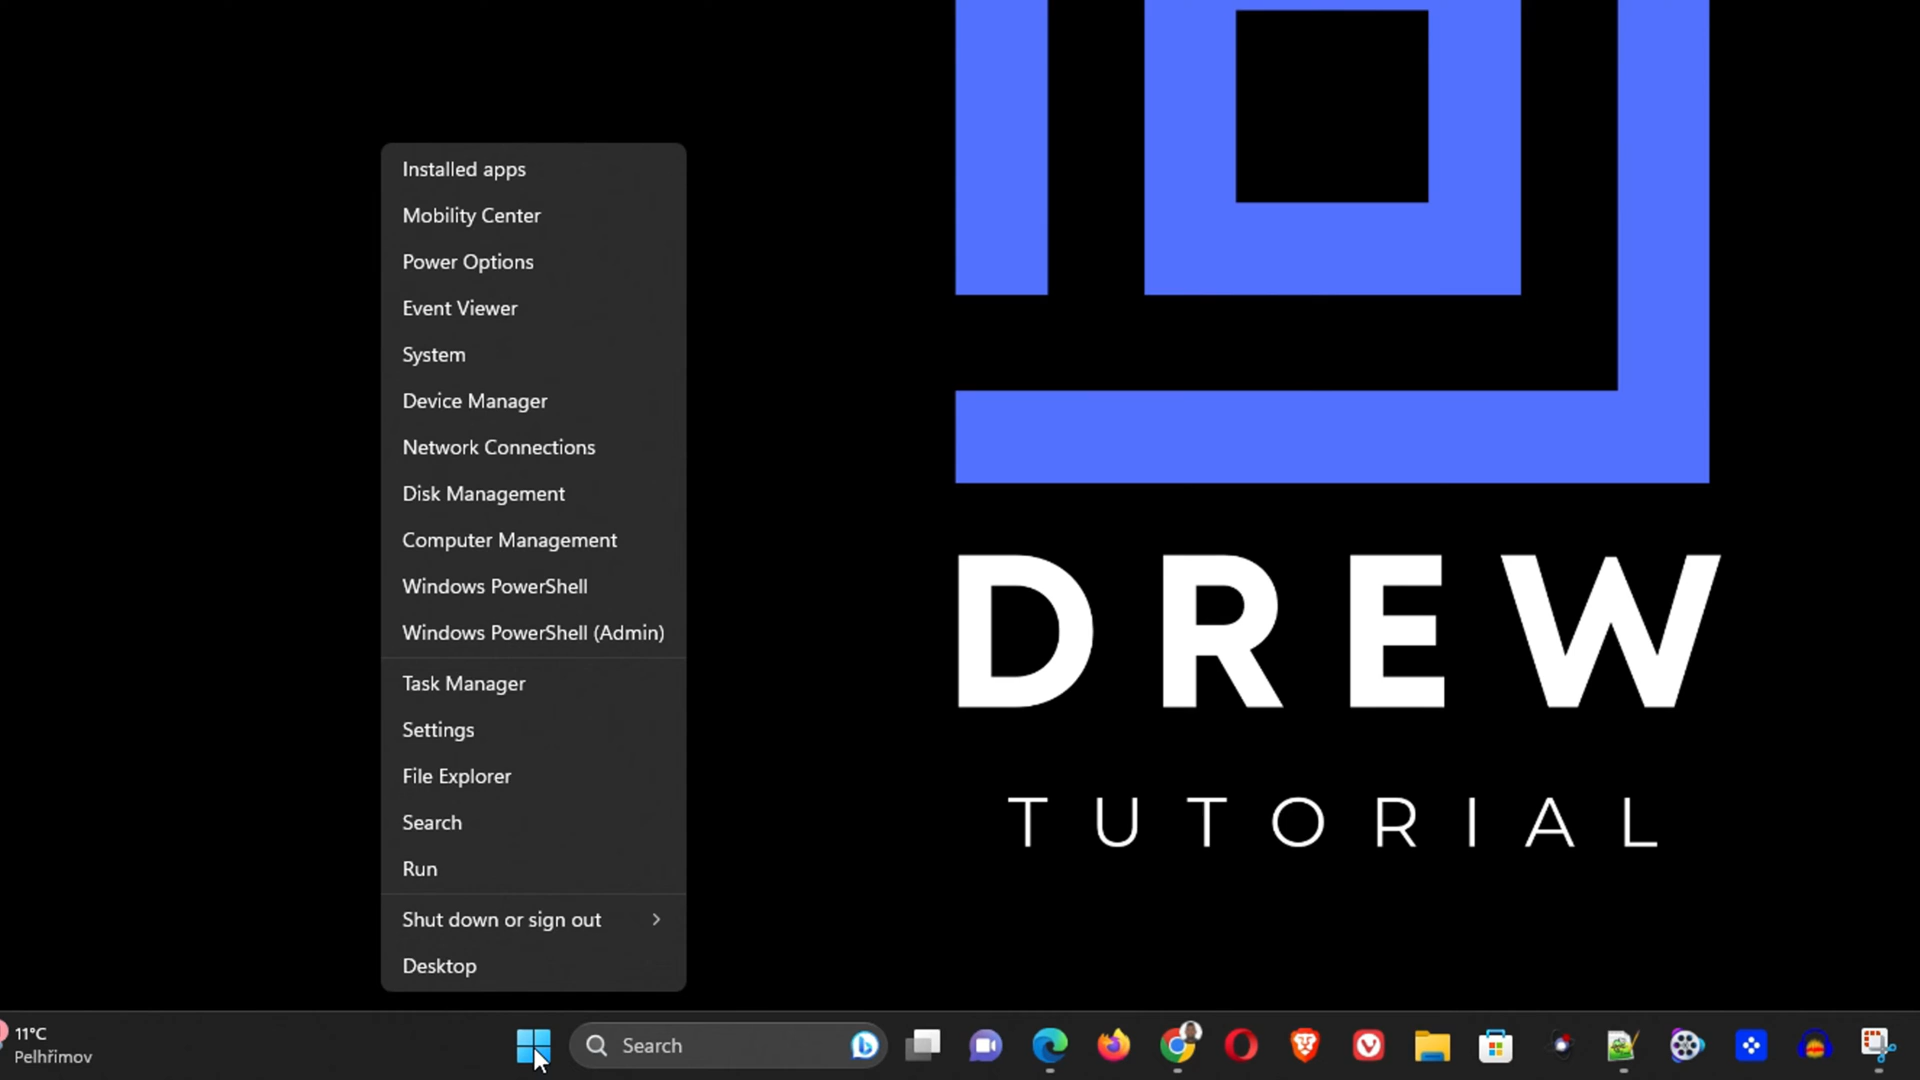 Installed apps
Mobility Center
Power Options
Event Viewer
System
Device Manager
Network Connections
Disk Management
Computer Management
Windows PowerShell
Windows PowerShell (Admin)
Task Manager
Settings
File Explorer
Search
Run
Shut down or sign out
Desktop
DREW
TUTORIAL
11°C
Pelhřimov
Search